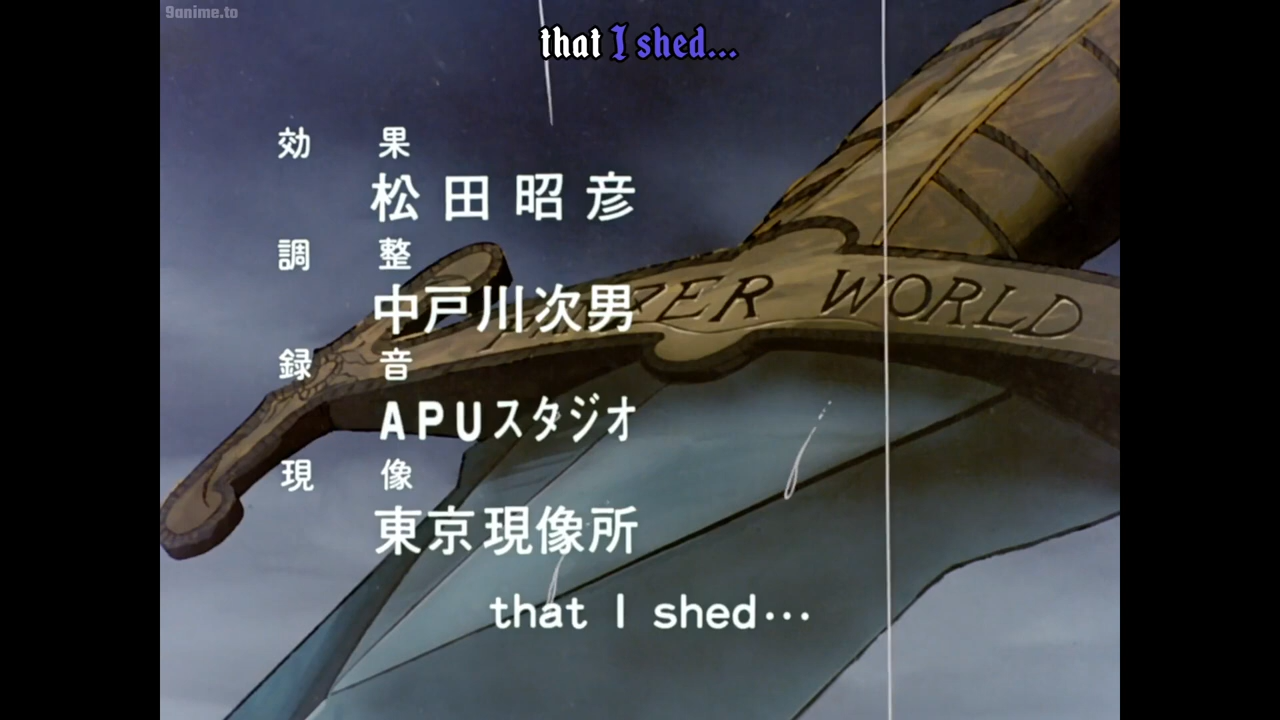 9anime.to
that I shed...
効 果
松田昭彦
調 整
中戸川次男
録 音
APUスタジオ
現 像
東京現像所
that I shed...
WORLD